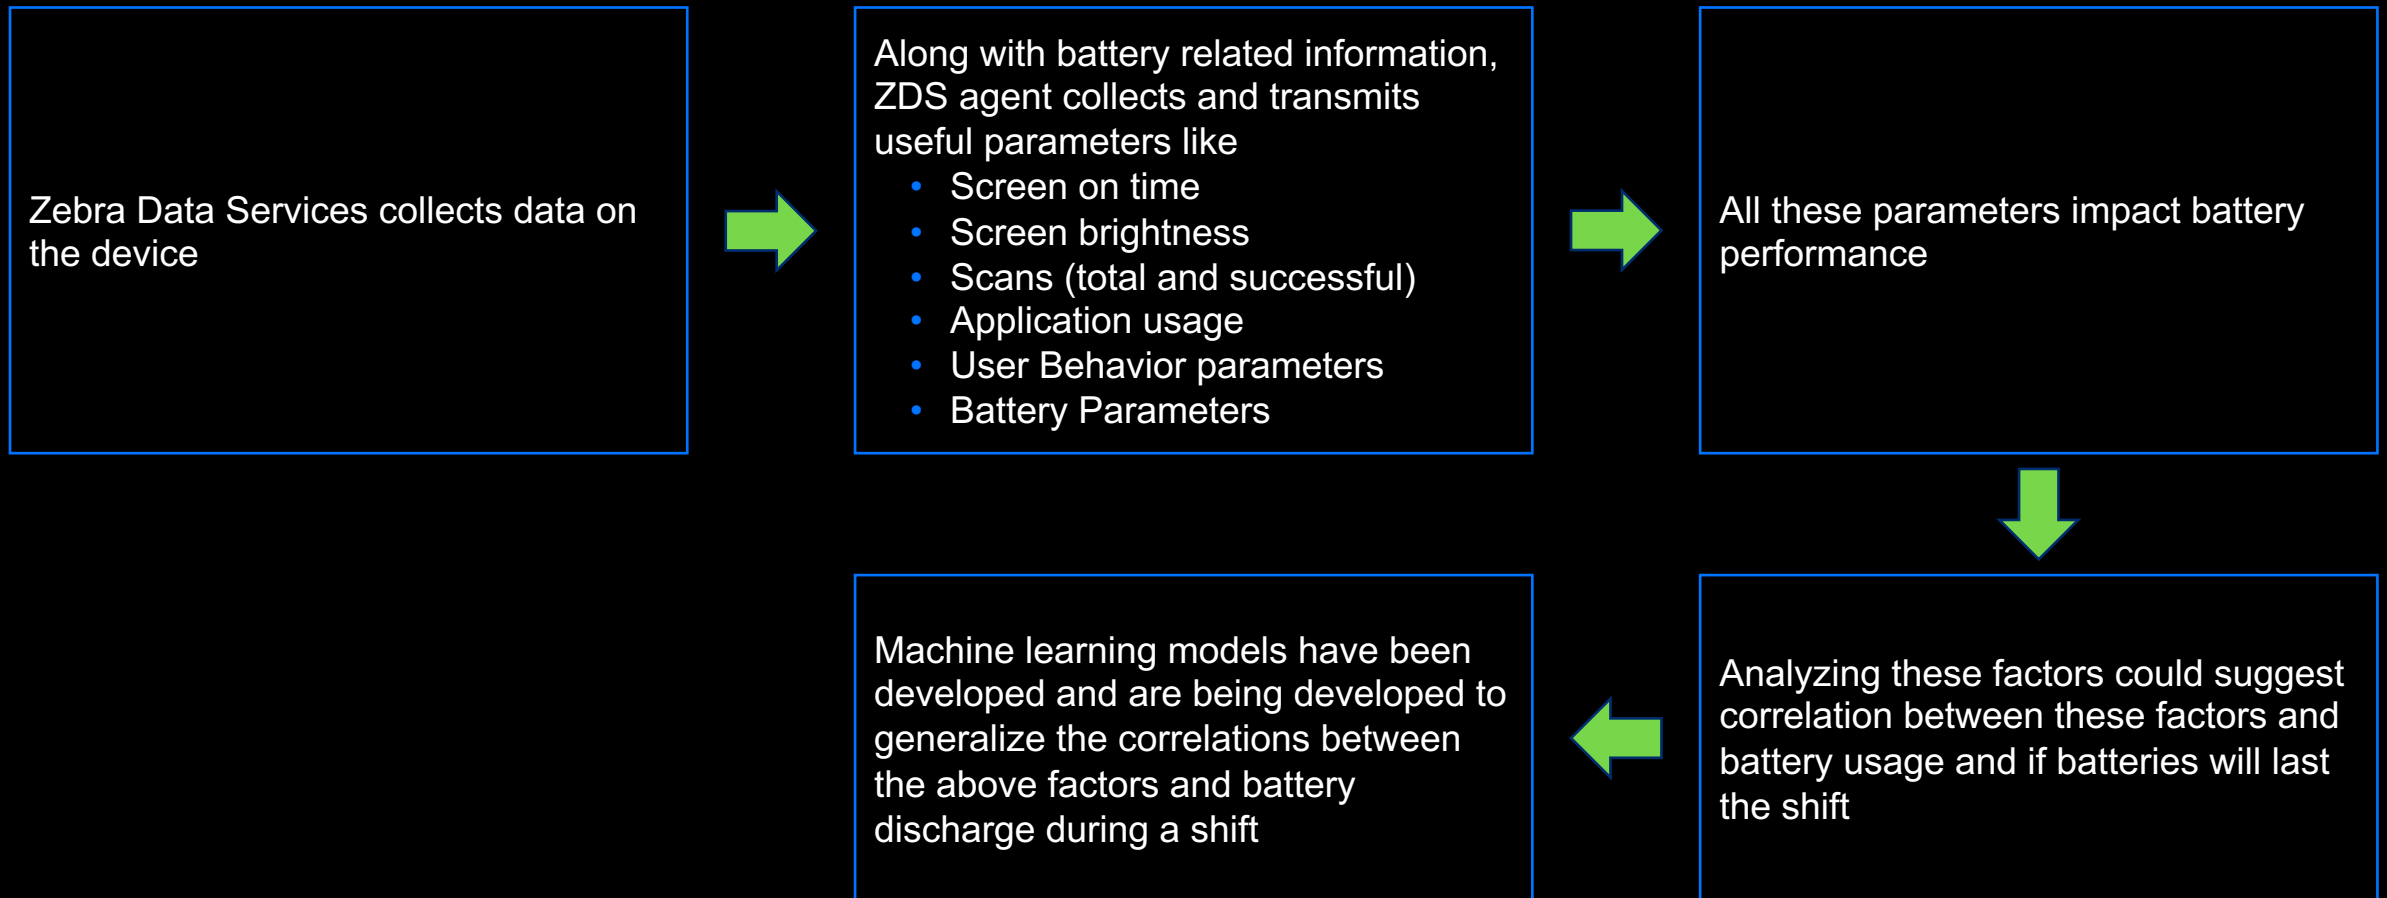 Zebra Data Services collects data on
the device
Along with battery related information,
ZDS agent collects and transmits
useful parameters like
• Screen on time
• Screen brightness
• Scans (total and successful)
• Application usage
• User Behavior parameters
• Battery Parameters
All these parameters impact battery
performance
Analyzing these factors could suggest
correlation between these factors and
battery usage and if batteries will last
the shift
Machine learning models have been
developed and are being developed to
generalize the correlations between
the above factors and battery
discharge during a shift